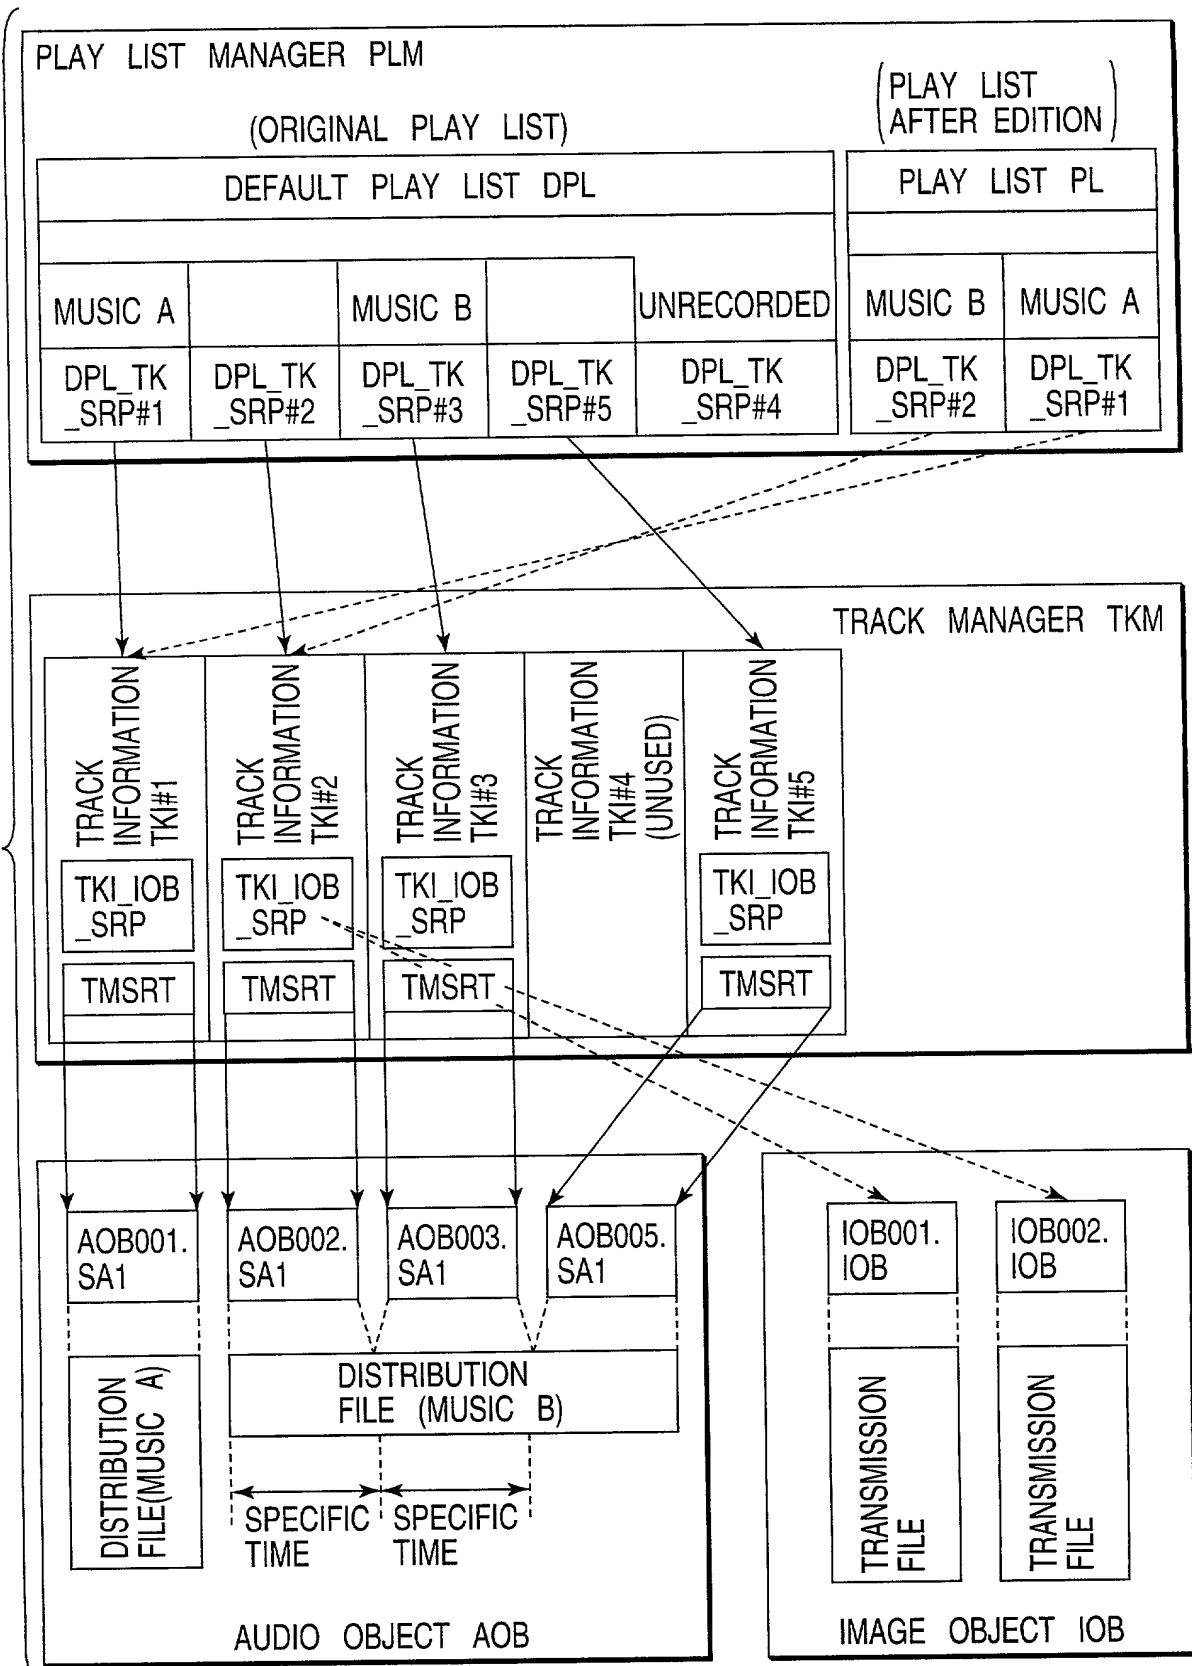 PLAY LIST MANAGER PLM
(ORIGINAL PLAY LIST)
(PLAY LIST
AFTER EDITION)
DEFAULT PLAY LIST DPL
PLAY LIST PL
MUSIC A
MUSIC B
UNRECORDED
MUSIC B
MUSIC A
DPL_TK
_SRP#1
DPL_TK
_SRP#2
DPL_TK
_SRP#3
DPL_TK
_SRP#5
DPL_TK
_SRP#4
DPL_TK
_SRP#2
DPL_TK
_SRP#1
TRACK MANAGER TKM
TRACK
INFORMATION
TKI#1
TRACK
INFORMATION
TKI#2
TRACK
INFORMATION
TKI#3
TRACK
INFORMATION
TKI#4
(UNUSED)
TRACK
INFORMATION
TKI#5
TKI_IOB
_SRP
TKI_IOB
_SRP
TKI_IOB
_SRP
TKI_IOB
_SRP
TMSRT
TMSRT
TMSRT
TMSRT
AOB001.
SA1
AOB002.
SA1
AOB003.
SA1
AOB005.
SA1
IOB001.
IOB
IOB002.
IOB
DISTRIBUTION
FILE(MUSIC A)
DISTRIBUTION
FILE (MUSIC B)
SPECIFIC
TIME
SPECIFIC
TIME
TRANSMISSION
FILE
TRANSMISSION
FILE
AUDIO OBJECT AOB
IMAGE OBJECT IOB